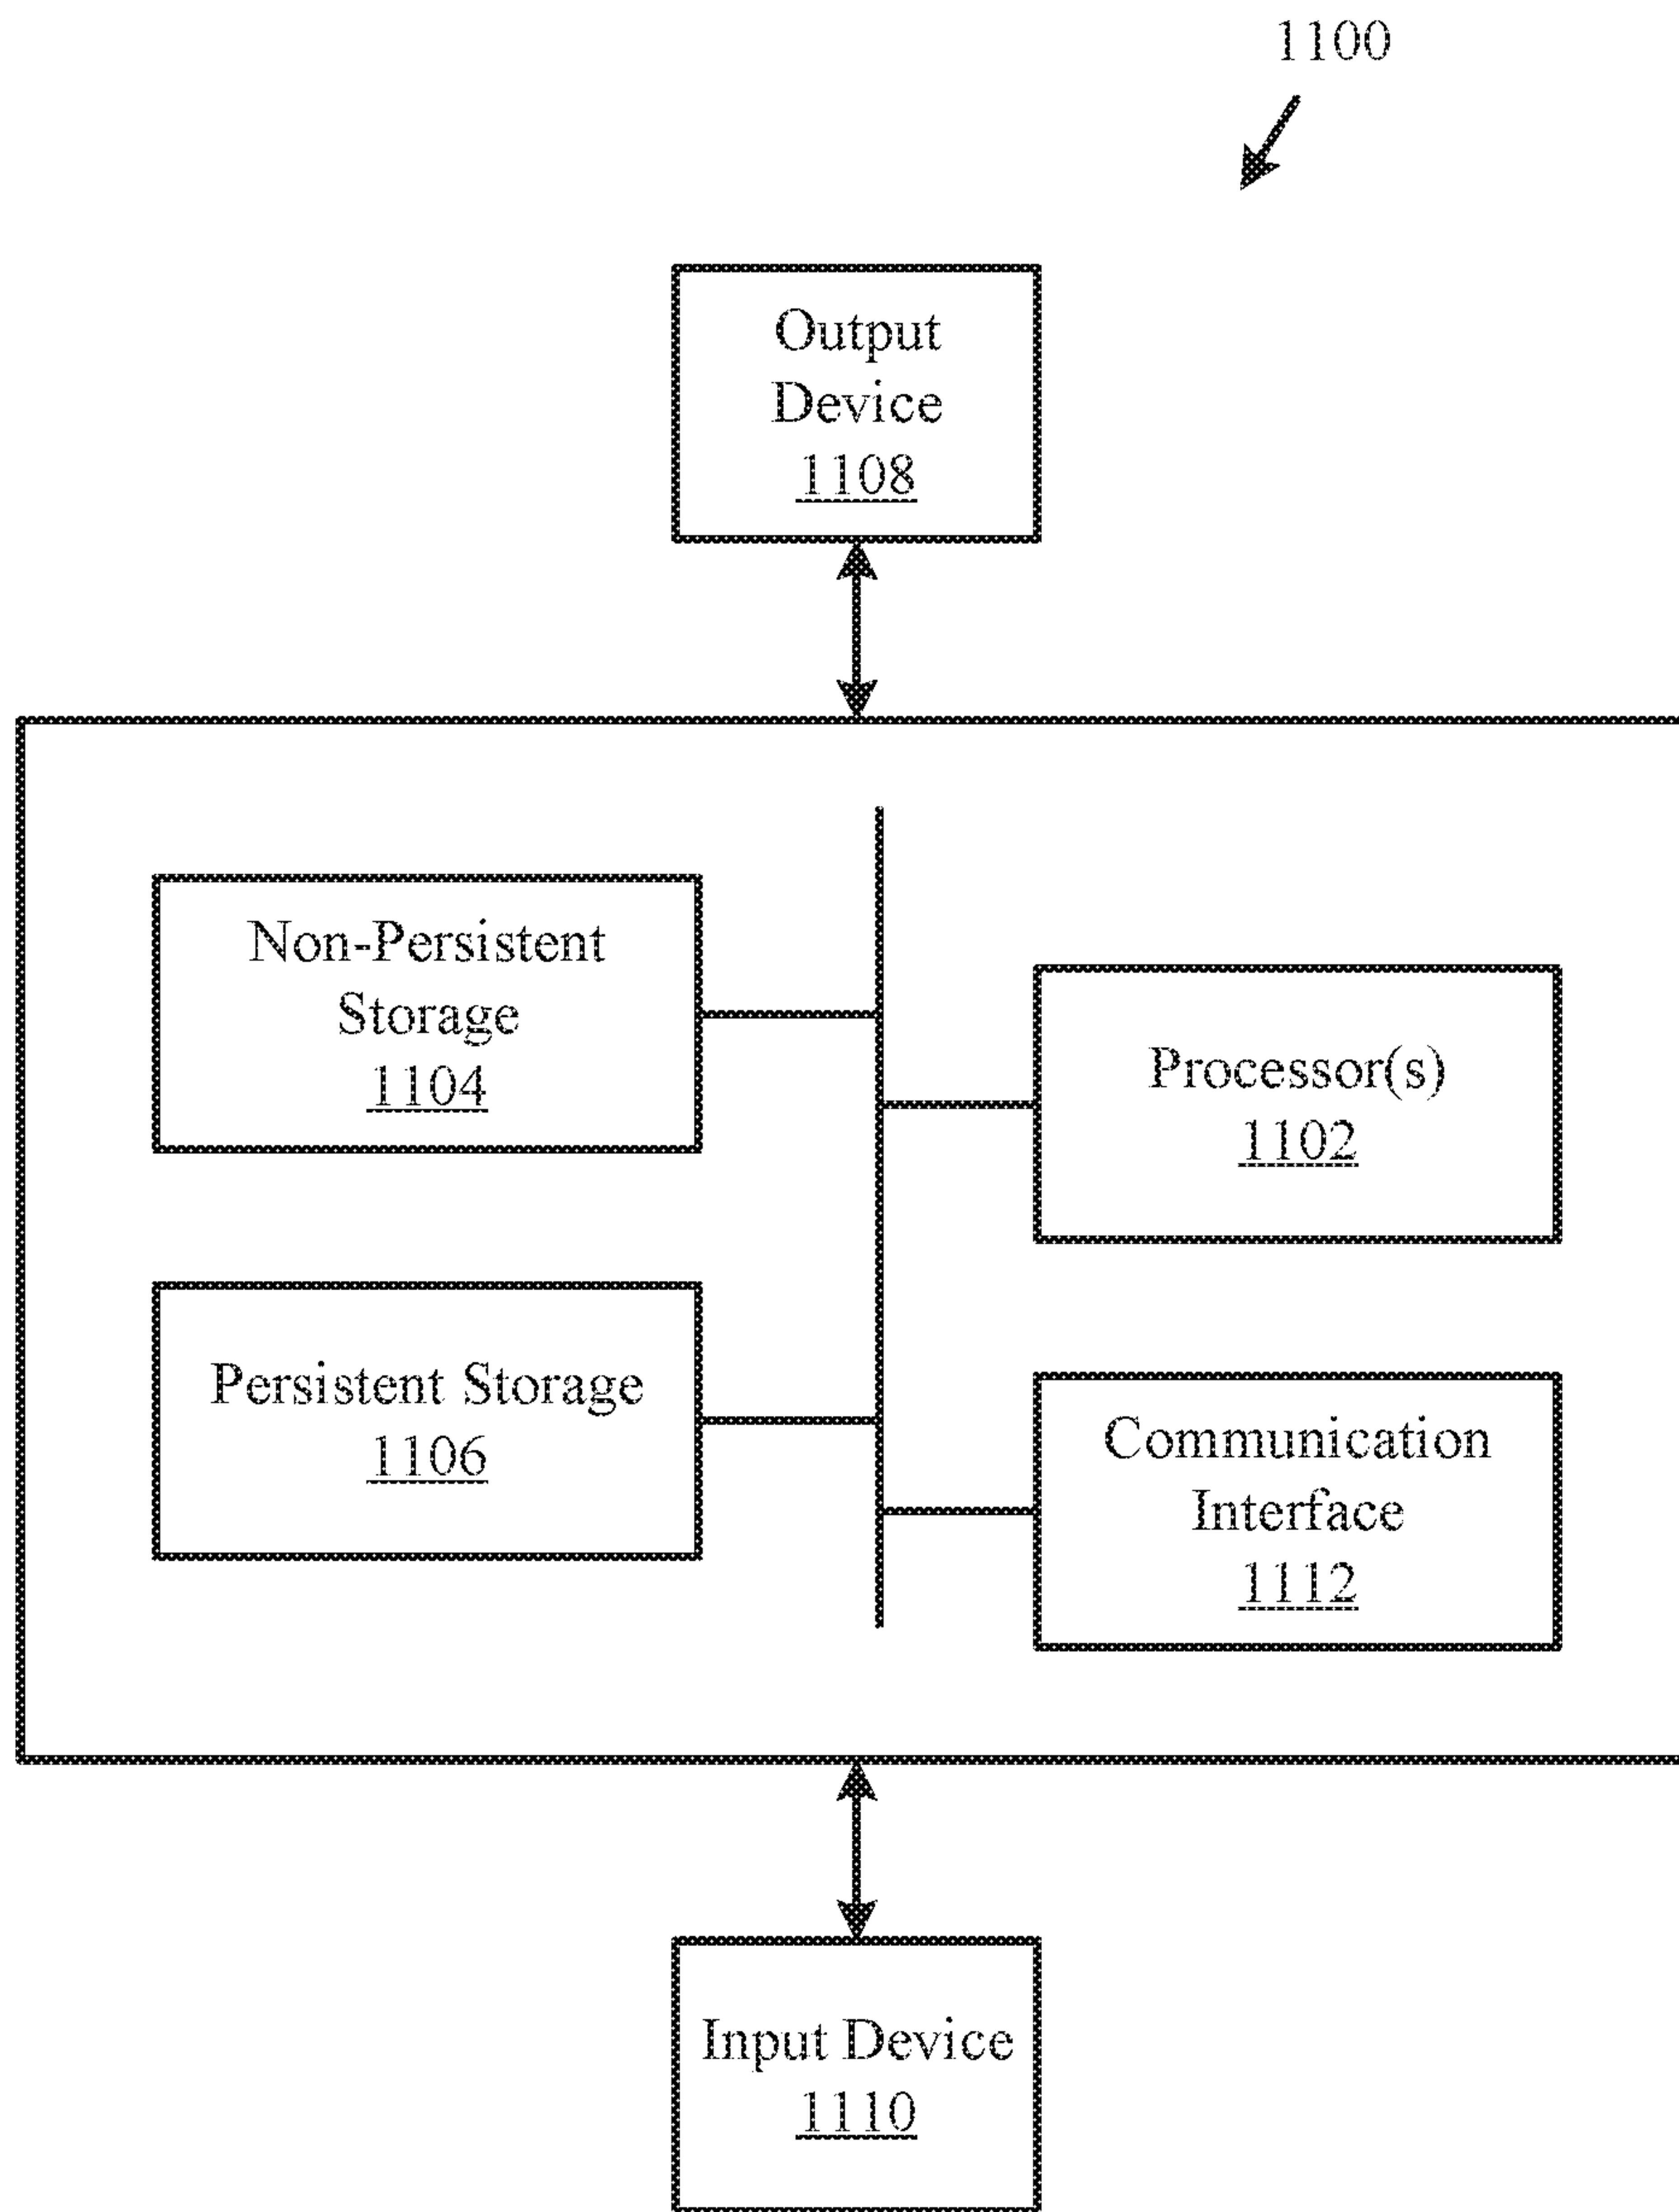 1100
Output
Device
1108
Non-Persistent
Storage
1104
Processor(s)
1102
Persistent Storage
1106
Communication
Interface
1112
Input Device
1110